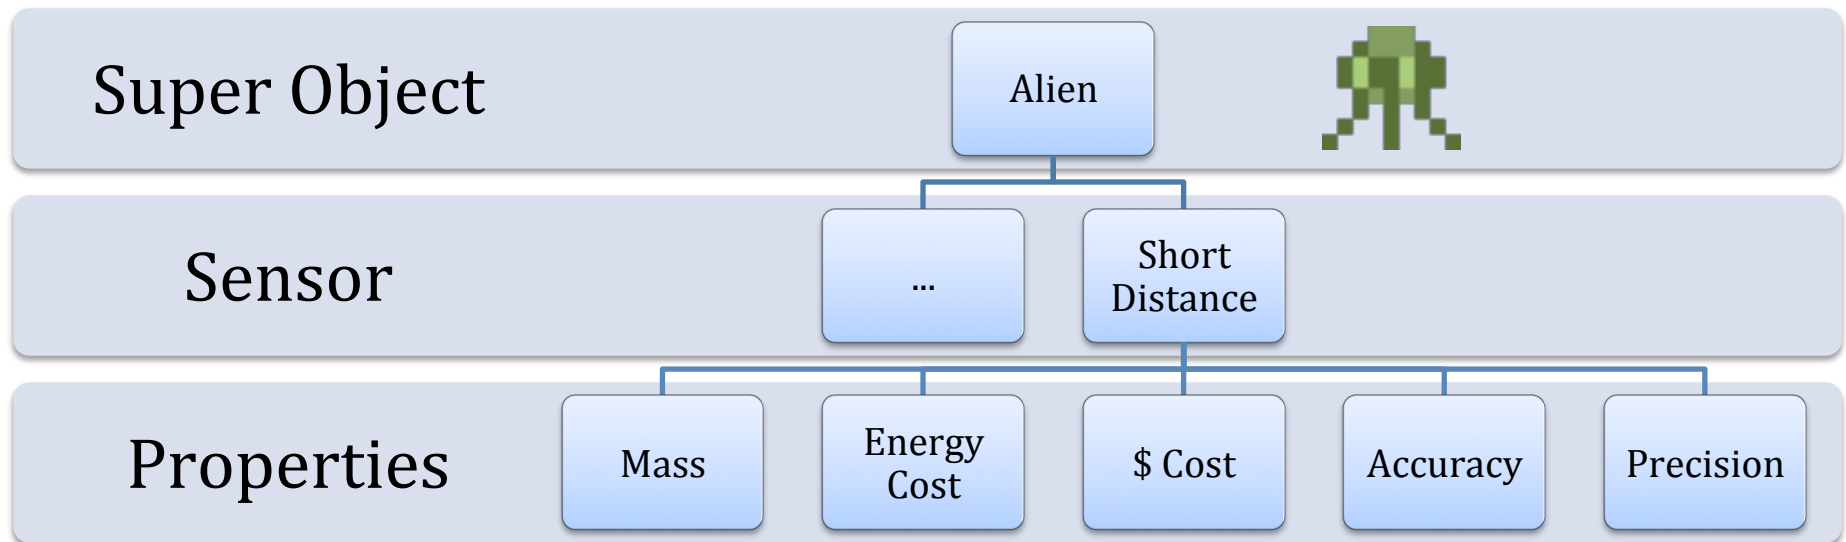 Super Object
Alien
Sensor
...
Short
Distance
Properties
Mass
Energy
Cost
$ Cost
Accuracy
Precision